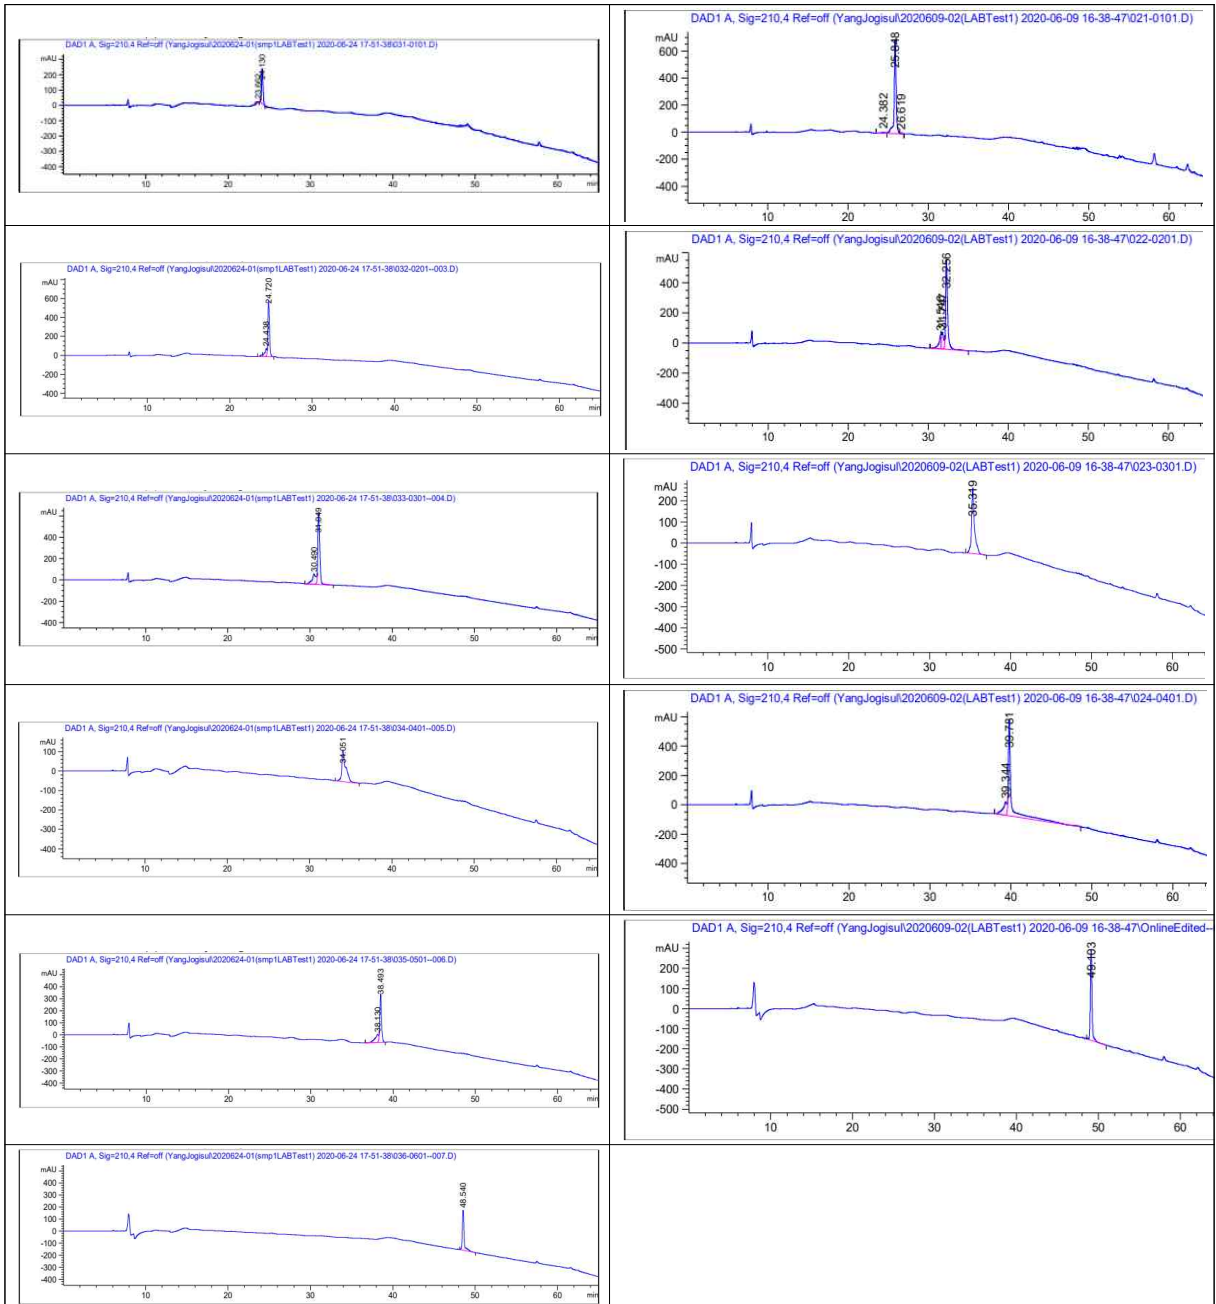 DAD1 A, Sig=210,4 Ref=off (YangJogisul\2020624-01(smp1LABTest1) 2020-06-24 17-51-38\031-0101.D)
mAU
23.662
130
200
100
0
-100
-200
-300
-400
10 20 30 40 50 60 min
DAD1 A, Sig=210,4 Ref=off (YangJogisul\2020609-02(LABTest1) 2020-06-09 16-38-47\021-0101.D)
mAU
24.382
25.848
26.619
600
400
200
0
-200
-400
10 20 30 40 50 60
DAD1 A, Sig=210,4 Ref=off (YangJogisul\2020624-01(smp1LABTest1) 2020-06-24 17-51-38\032-0201--003.D)
mAU
24.438
24.720
600
400
200
0
-200
-400
10 20 30 40 50 60 min
DAD1 A, Sig=210,4 Ref=off (YangJogisul\2020609-02(LABTest1) 2020-06-09 16-38-47\022-0201.D)
mAU
32.256
400
200
0
-200
-400
10 20 30 40 50 60
DAD1 A, Sig=210,4 Ref=off (YangJogisul\2020624-01(smp1LABTest1) 2020-06-24 17-51-38\033-0301--004.D)
mAU
30.490
31.049
400
200
0
-200
-400
10 20 30 40 50 60
DAD1 A, Sig=210,4 Ref=off (YangJogisul\2020609-02(LABTest1) 2020-06-09 16-38-47\023-0301.D)
mAU
35.319
200
100
0
-100
-200
-300
-400
-500
10 20 30 40 50 60
DAD1 A, Sig=210,4 Ref=off (YangJogisul\2020624-01(smp1LABTest1) 2020-06-24 17-51-38\034-0401--005.D)
mAU
34.051
100
0
-100
-200
-300
-400
10 20 30 40 50 60
DAD1 A, Sig=210,4 Ref=off (YangJogisul\2020609-02(LABTest1) 2020-06-09 16-38-47\024-0401.D)
mAU
39.344
39.781
400
200
0
-200
-400
10 20 30 40 50 60
DAD1 A, Sig=210,4 Ref=off (YangJogisul\2020624-01(smp1LABTest1) 2020-06-24 17-51-38\035-0501--006.D)
mAU
38.130
38.493
400
300
200
100
0
-100
-200
-300
-400
10 20 30 40 50 60 min
DAD1 A, Sig=210,4 Ref=off (YangJogisul\2020609-02(LABTest1) 2020-06-09 16-38-47\OnlineEdited--
mAU
49.103
200
100
0
-100
-200
-300
-400
-500
10 20 30 40 50 60
DAD1 A, Sig=210,4 Ref=off (YangJogisul\2020624-01(smp1LABTest1) 2020-06-24 17-51-38\036-0601--007.D)
mAU
48.540
400
300
200
100
0
-100
-200
-300
-400
10 20 30 40 50 60 min